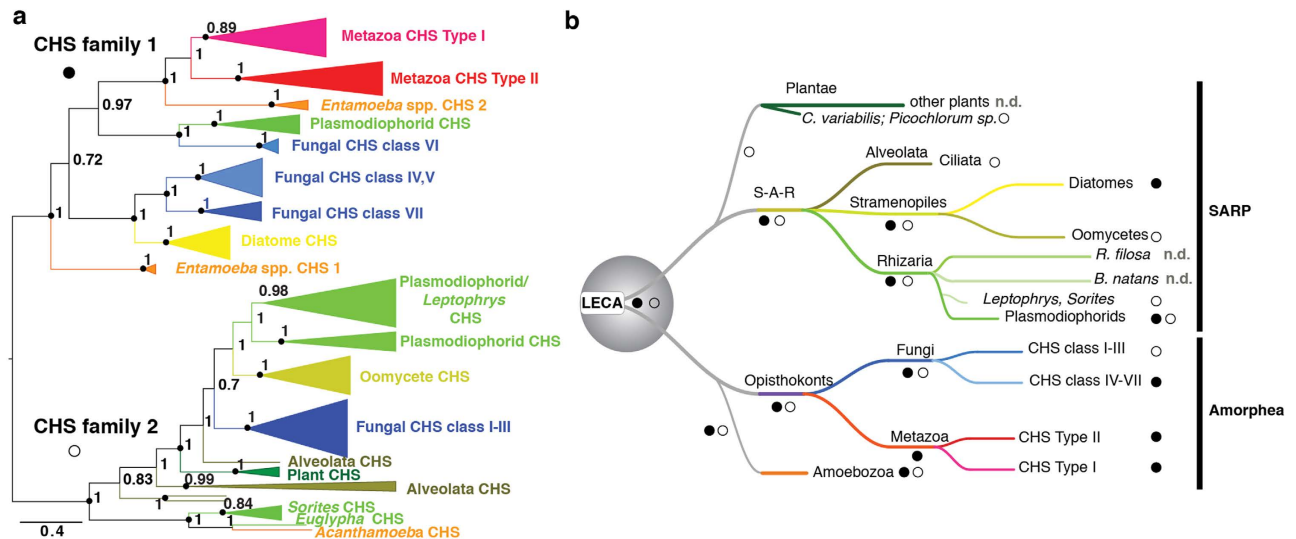 a
CHS family 1
0.89
Metazoa CHS Type I
1
1
Metazoa CHS Type II
1
1
Entamoeba spp. CHS 2
0.97
1
Plasmodiophorid CHS
1
1
Fungal CHS class VI
0.72
1
Fungal CHS class IV,V
1
1
Fungal CHS class VII
1
1
1
Diatome CHS
1
Entamoeba spp. CHS 1
0.98
Plasmodiophorid/
Leptophrys
CHS
1
1
Plasmodiophorid CHS
1
1
Oomycete CHS
0.7
1
Fungal CHS class I-III
CHS family 2
1
1
Alveolata CHS
1
Plant CHS
0.83
0.99
Alveolata CHS
1
1
0.84
Sorites CHS
1
1
Euglypha CHS
Acanthamoeba CHS
0.4
b
Plantae
other plants n.d.
C. variabilis; Picochlorum sp.
Alveolata
Ciliata
S-A-R
Diatomes
Stramenopiles
SARP
Oomycetes
Rhizaria
R. filosa n.d.
B. natans n.d.
LECA
Leptophrys, Sorites
Plasmodiophorids
Fungi
CHS class I-III
Opisthokonts
CHS class IV-VII
Amorphea
Metazoa
CHS Type II
CHS Type I
Amoebozoa